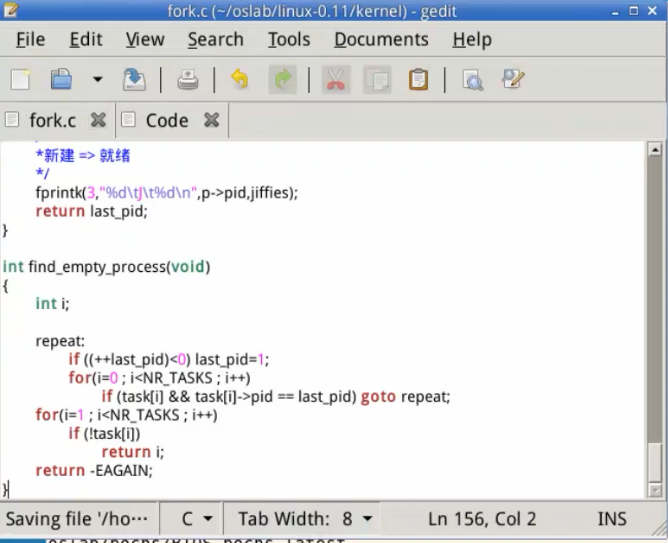 fork.c (~/oslab/linux-0.11/kernel) - gedit
File Edit View Search Tools Documents Help
fork.c Code
*新建 => 就绪
*/
fprintk(3,"%d\tJ\t%d\n",p->pid,jiffies);
return last_pid;
}
int find_empty_process(void)
{
int i;
repeat:
if ((++last_pid)<0) last_pid=1;
for(i=0 ; i<NR_TASKS ; i++)
if (task[i] && task[i]->pid == last_pid) goto repeat;
for(i=1 ; i<NR_TASKS ; i++)
if (!task[i])
return i;
return -EAGAIN;
}
Saving file '/ho··· C Tab Width: 8 Ln 156, Col 2 INS